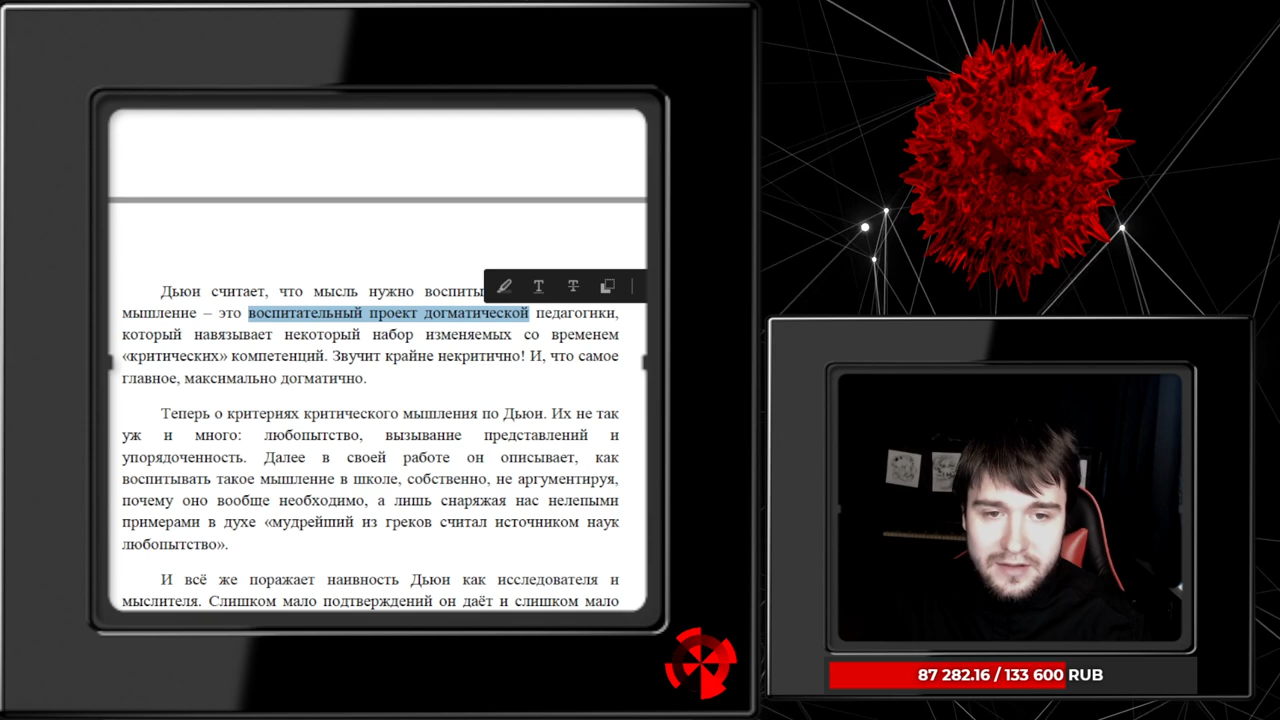 Дьюи считает, что мысль нужно
мышление – это воспитательный проект догматической педагогики,
который навязывает некоторый набор изменяемых со временем
«критических» компетенций. Звучит крайне некритично! И, что самое
главное, максимально догматично.
Теперь о критериях критического мышления по Дьюи. Их не так
уж и много: любопытство, вызывание представлений и
упорядоченность. Далее в своей работе он описывает, как
воспитывать такое мышление в школе, собственно, не аргументируя,
почему оно вообще необходимо, а лишь снаряжая нас нелепыми
примерами в духе «мудрейший из греков считал источником наук
любопытство».
И всё же поражает наивность Дьюи как исследователя и
мыслителя. Слишком мало подтверждений он даёт и слишком мало
87 282.16 / 133 600 RUB